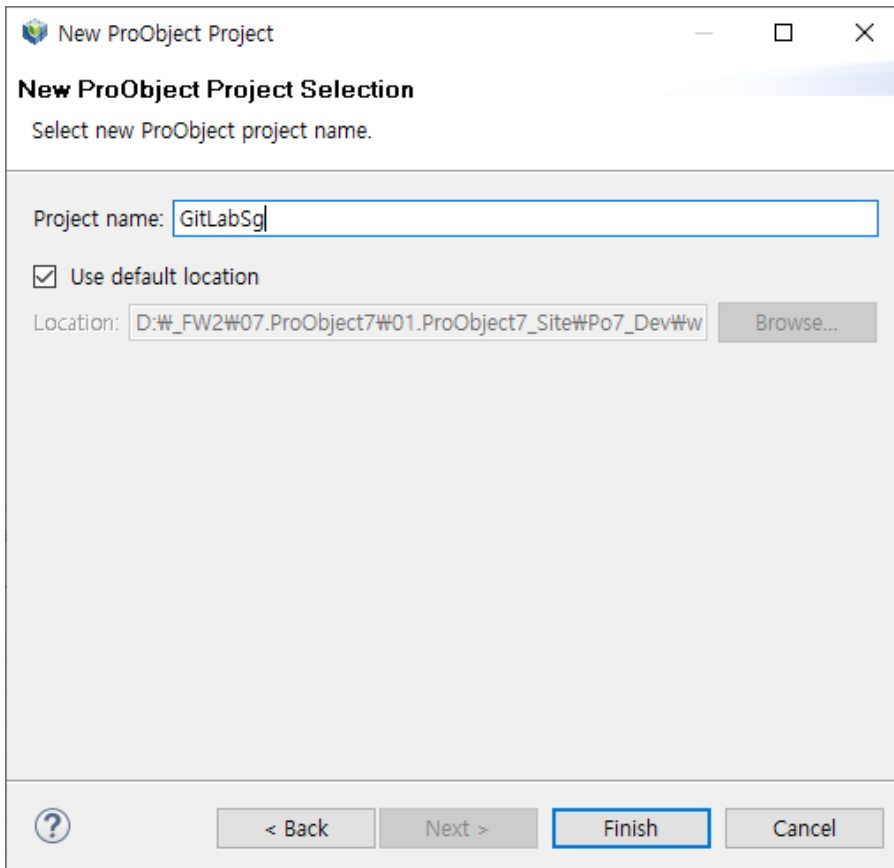 New ProObject Project
New ProObject Project Selection
Select new ProObject project name.
Project name: GitLabSg
Use default location
Location: D:₩_FW2₩07.ProObject7₩01.ProObject7_Site₩Po7_Dev₩w Browse...
? < Back Next > Finish Cancel